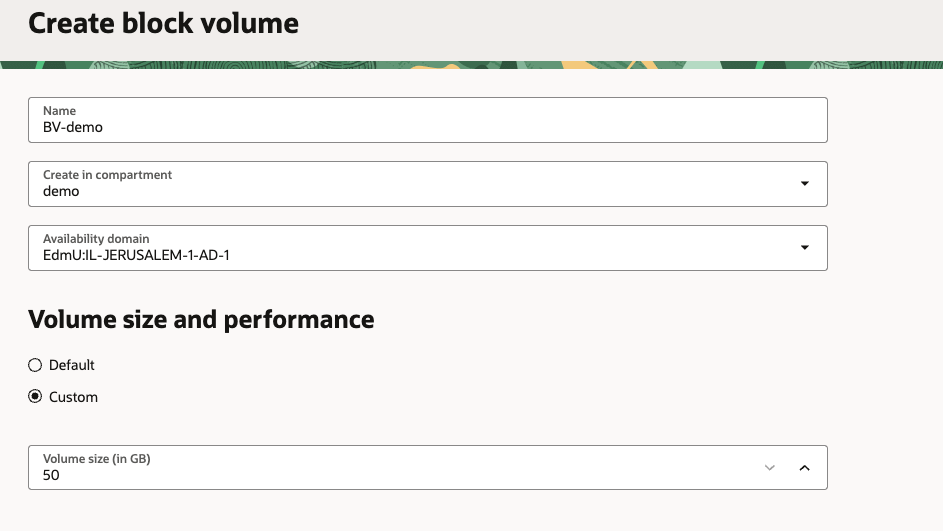 Create block volume
Name
BV-demo
Create in compartment
demo
Availability domain
EdmU:IL-JERUSALEM-1-AD-1
Volume size and performance
Default
Custom
Volume size (in GB)
50